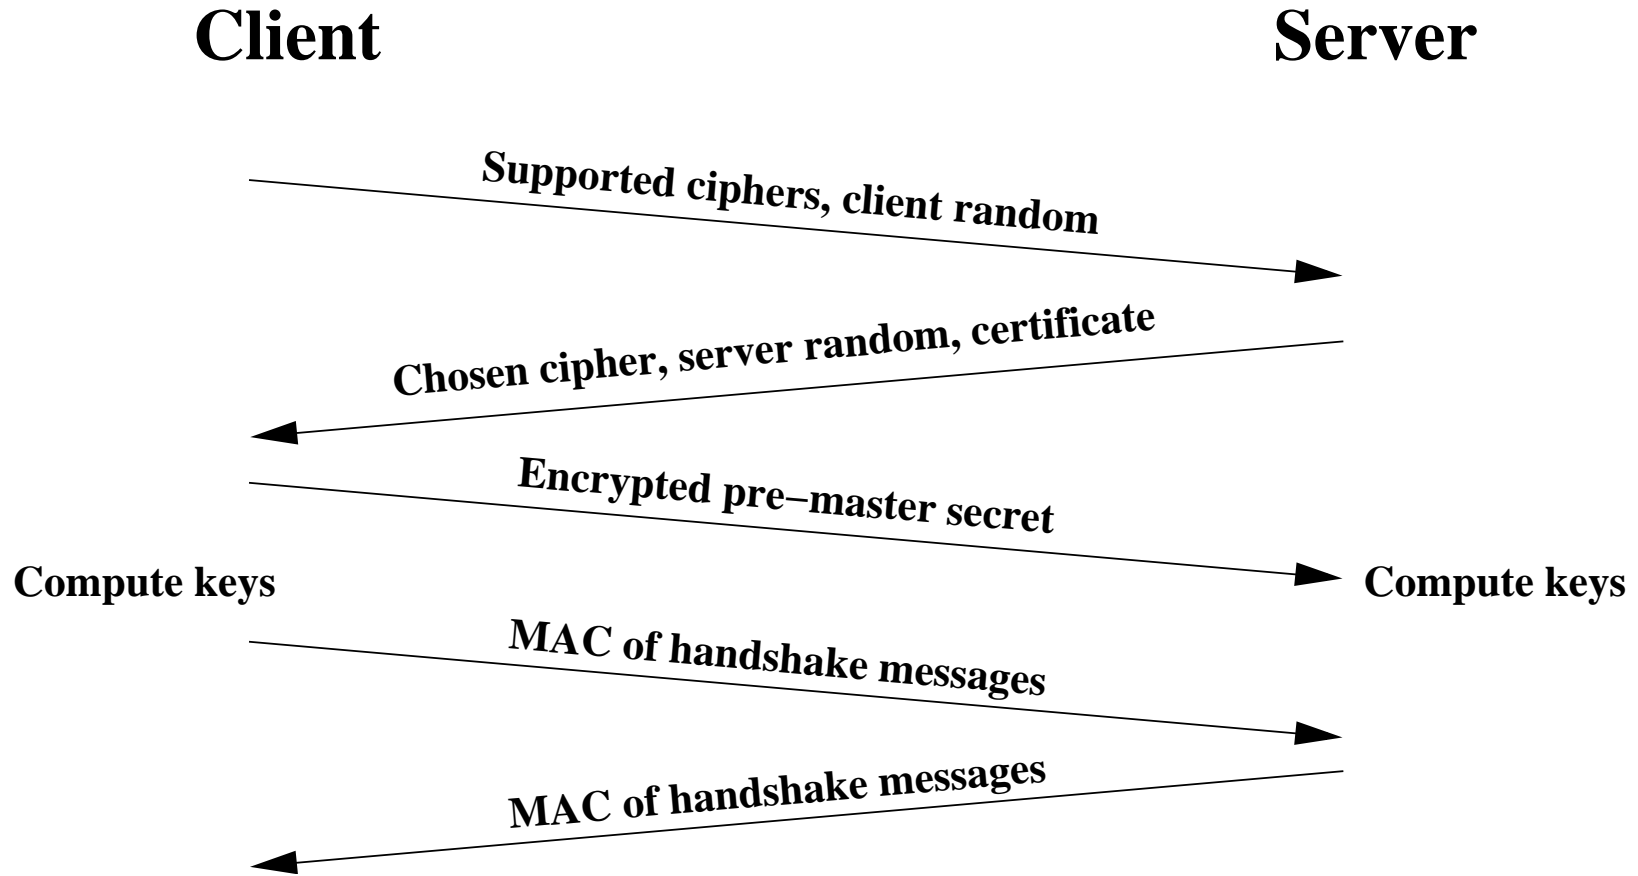 Client
Server
Supported ciphers, client random
Chosen cipher, server random, certificate
Encrypted pre−master secret
Compute keys
Compute keys
MAC of handshake messages
MAC of handshake messages